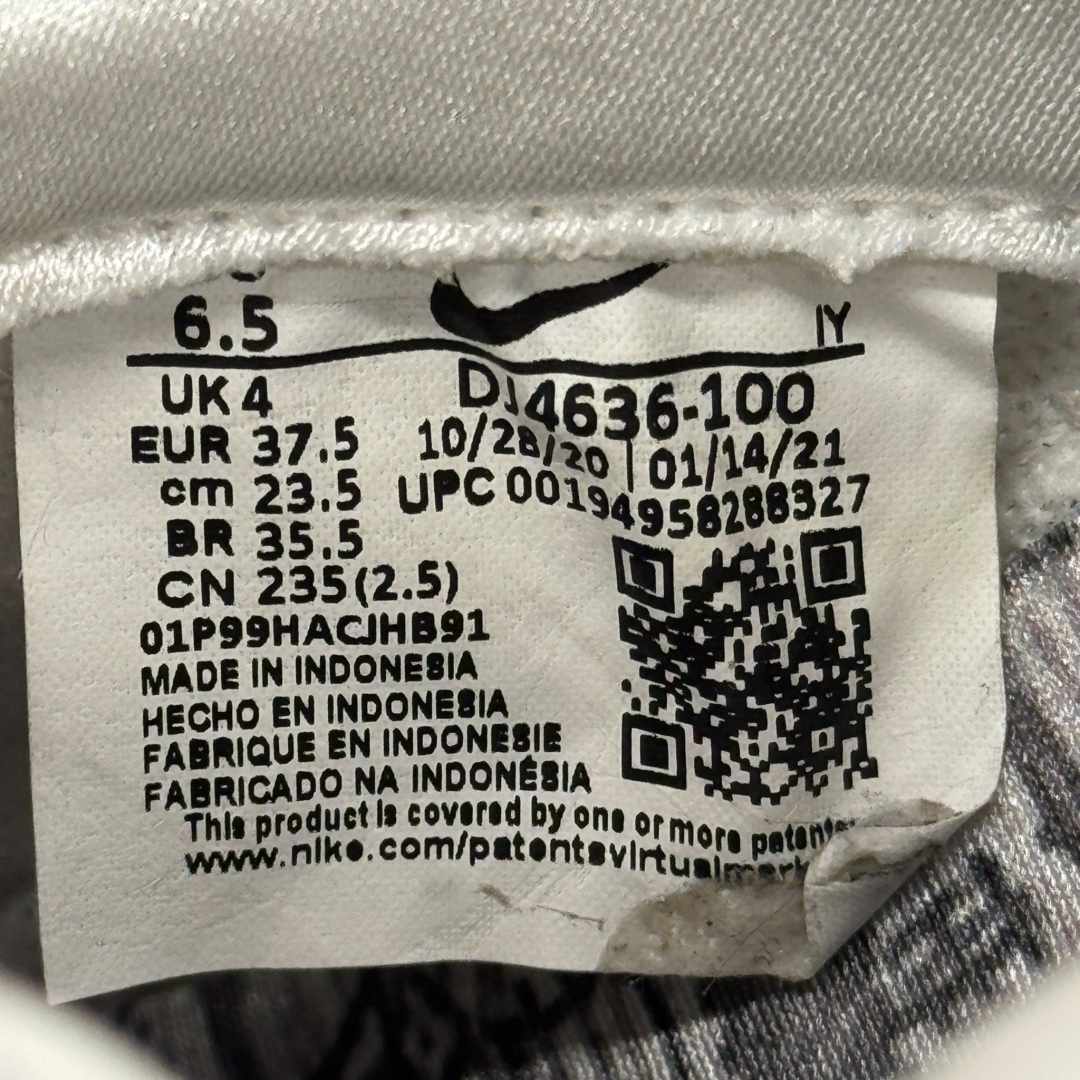 6.5
IY
UK 4
DJ4636-100
EUR 37.5
10/28/20 | 01/14/21
cm 23.5
UPC 00194958288327
BR 35.5
CN 235(2.5)
01P99HACJHB91
MADE IN INDONESIA
HECHO EN INDONESIA
FABRIQUE EN INDONESIE
FABRICADO NA INDONÉSIA
This product is covered by one or more patents
www.nike.com/patentsvirtualmark